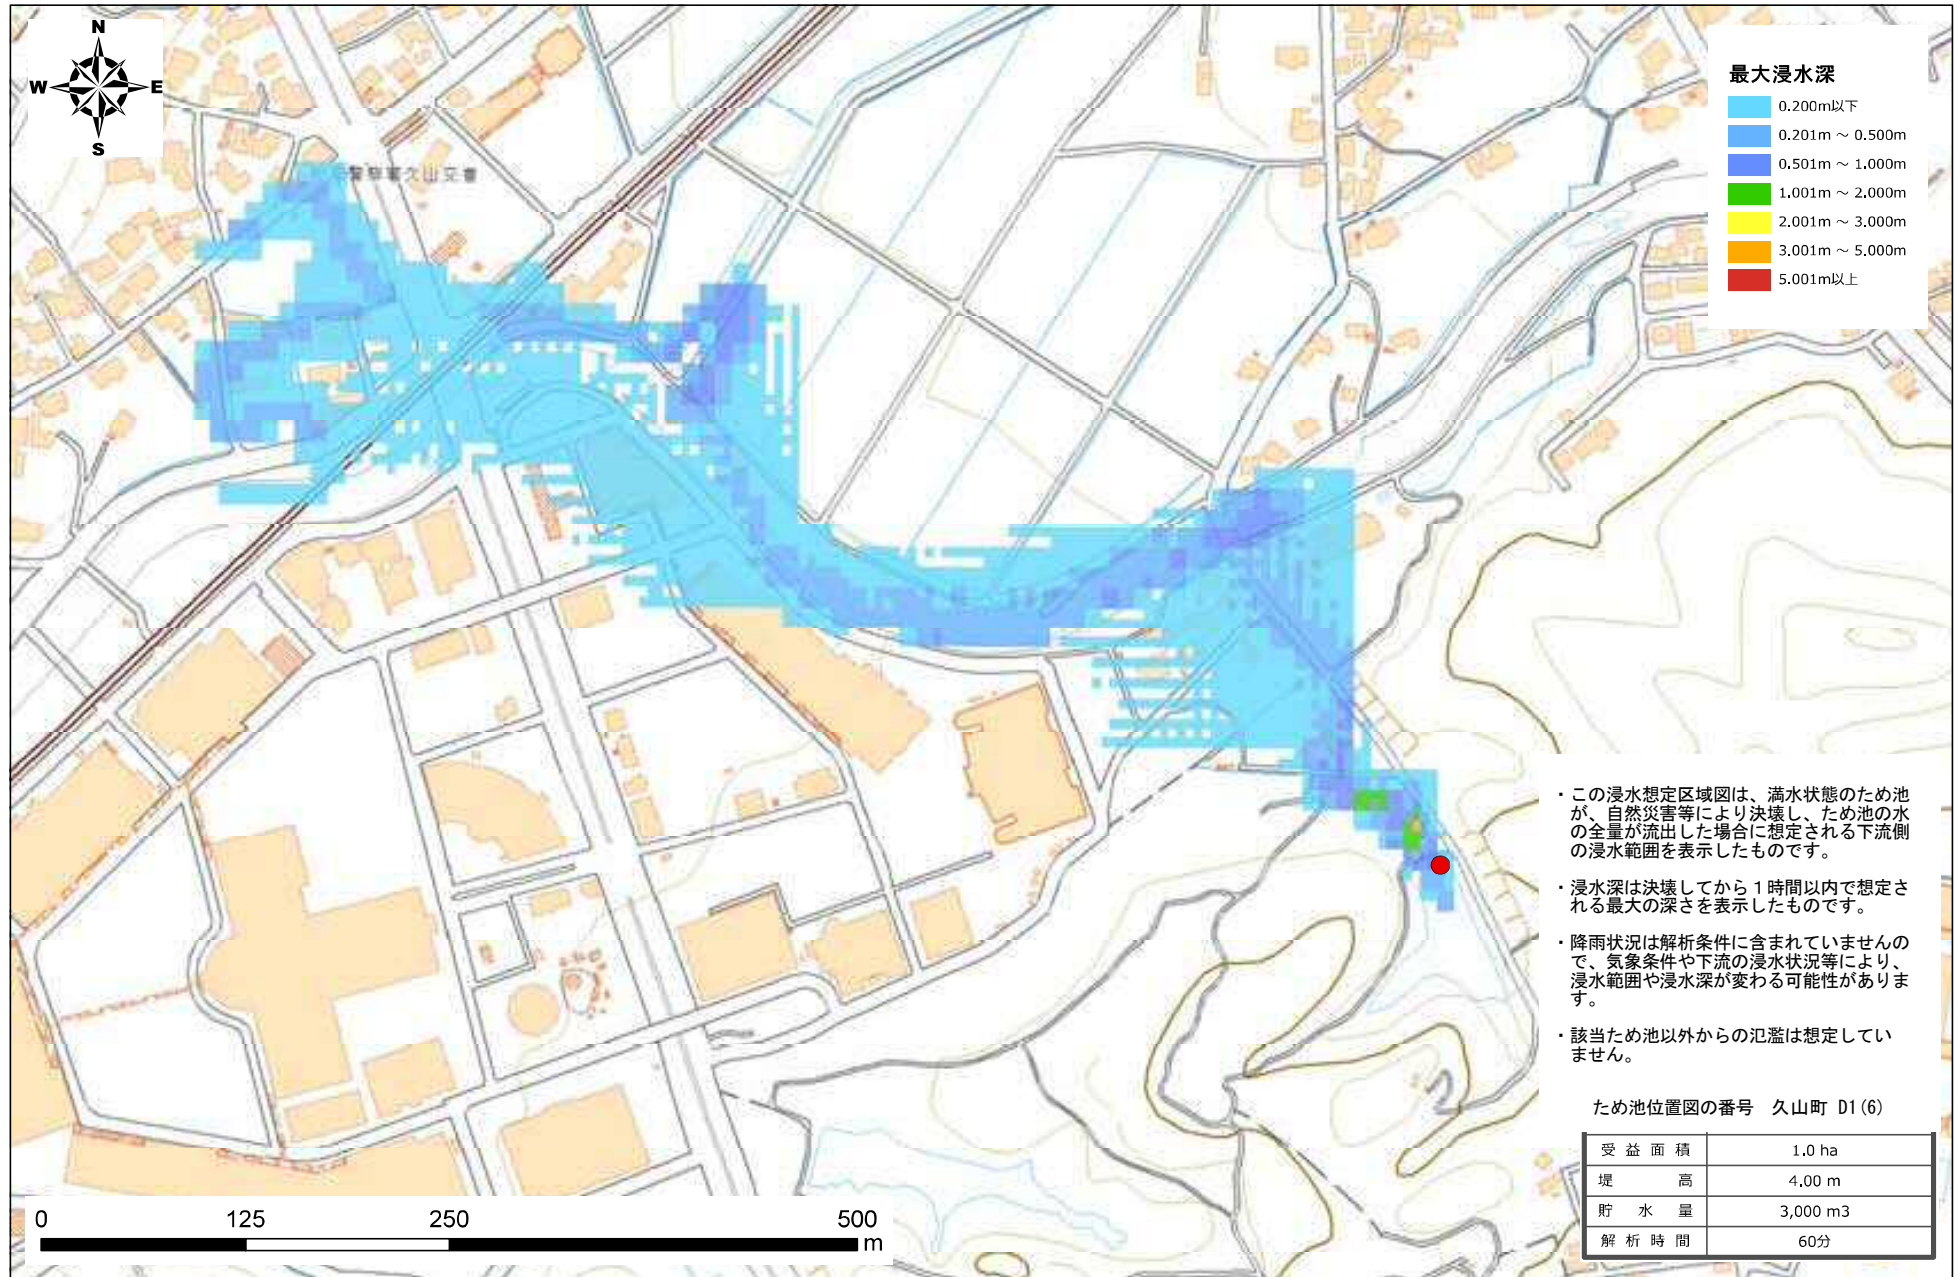 N
W
E
S
最大浸水深
0.200m以下
0.201m ～ 0.500m
0.501m ～ 1.000m
1.001m ～ 2.000m
2.001m ～ 3.000m
3.001m ～ 5.000m
5.001m以上
警察署久山交番
・この浸水想定区域図は、満水状態のため池
が、自然災害等により決壊し、ため池の水
の全量が流出した場合に想定される下流側
の浸水範囲を表示したものです。
・浸水深は決壊してから１時間以内で想定さ
れる最大の深さを表示したものです。
・降雨状況は解析条件に含まれていませんの
で、気象条件や下流の浸水状況等により、
浸水範囲や浸水深が変わる可能性がありま
す。
・該当ため池以外からの氾濫は想定してい
ません。
ため池位置図の番号 久山町 D1(6)
受益面積 1.0 ha
堤高 4.00 m
貯水量 3,000 m3
解析時間 60分
0 125 250 500
m